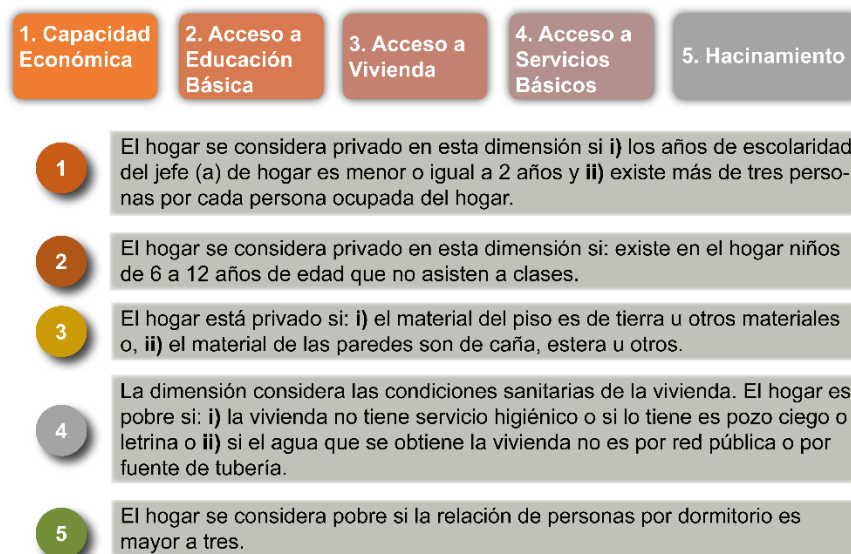 1. Capacidad
Económica
2. Acceso a
Educación
Básica
3. Acceso a
Vivienda
4. Acceso a
Servicios
Básicos
5. Hacinamiento
1
El hogar se considera privado en esta dimensión si i) los años de escolaridad
del jefe (a) de hogar es menor o igual a 2 años y ii) existe más de tres perso-
nas por cada persona ocupada del hogar.
2
El hogar se considera privado en esta dimensión si: existe en el hogar niños
de 6 a 12 años de edad que no asisten a clases.
3
El hogar está privado si: i) el material del piso es de tierra u otros materiales
o, ii) el material de las paredes son de caña, estera u otros.
4
La dimensión considera las condiciones sanitarias de la vivienda. El hogar es
pobre si: i) la vivienda no tiene servicio higiénico o si lo tiene es pozo ciego o
letrina o ii) si el agua que se obtiene la vivienda no es por red pública o por
fuente de tubería.
5
El hogar se considera pobre si la relación de personas por dormitorio es
mayor a tres.